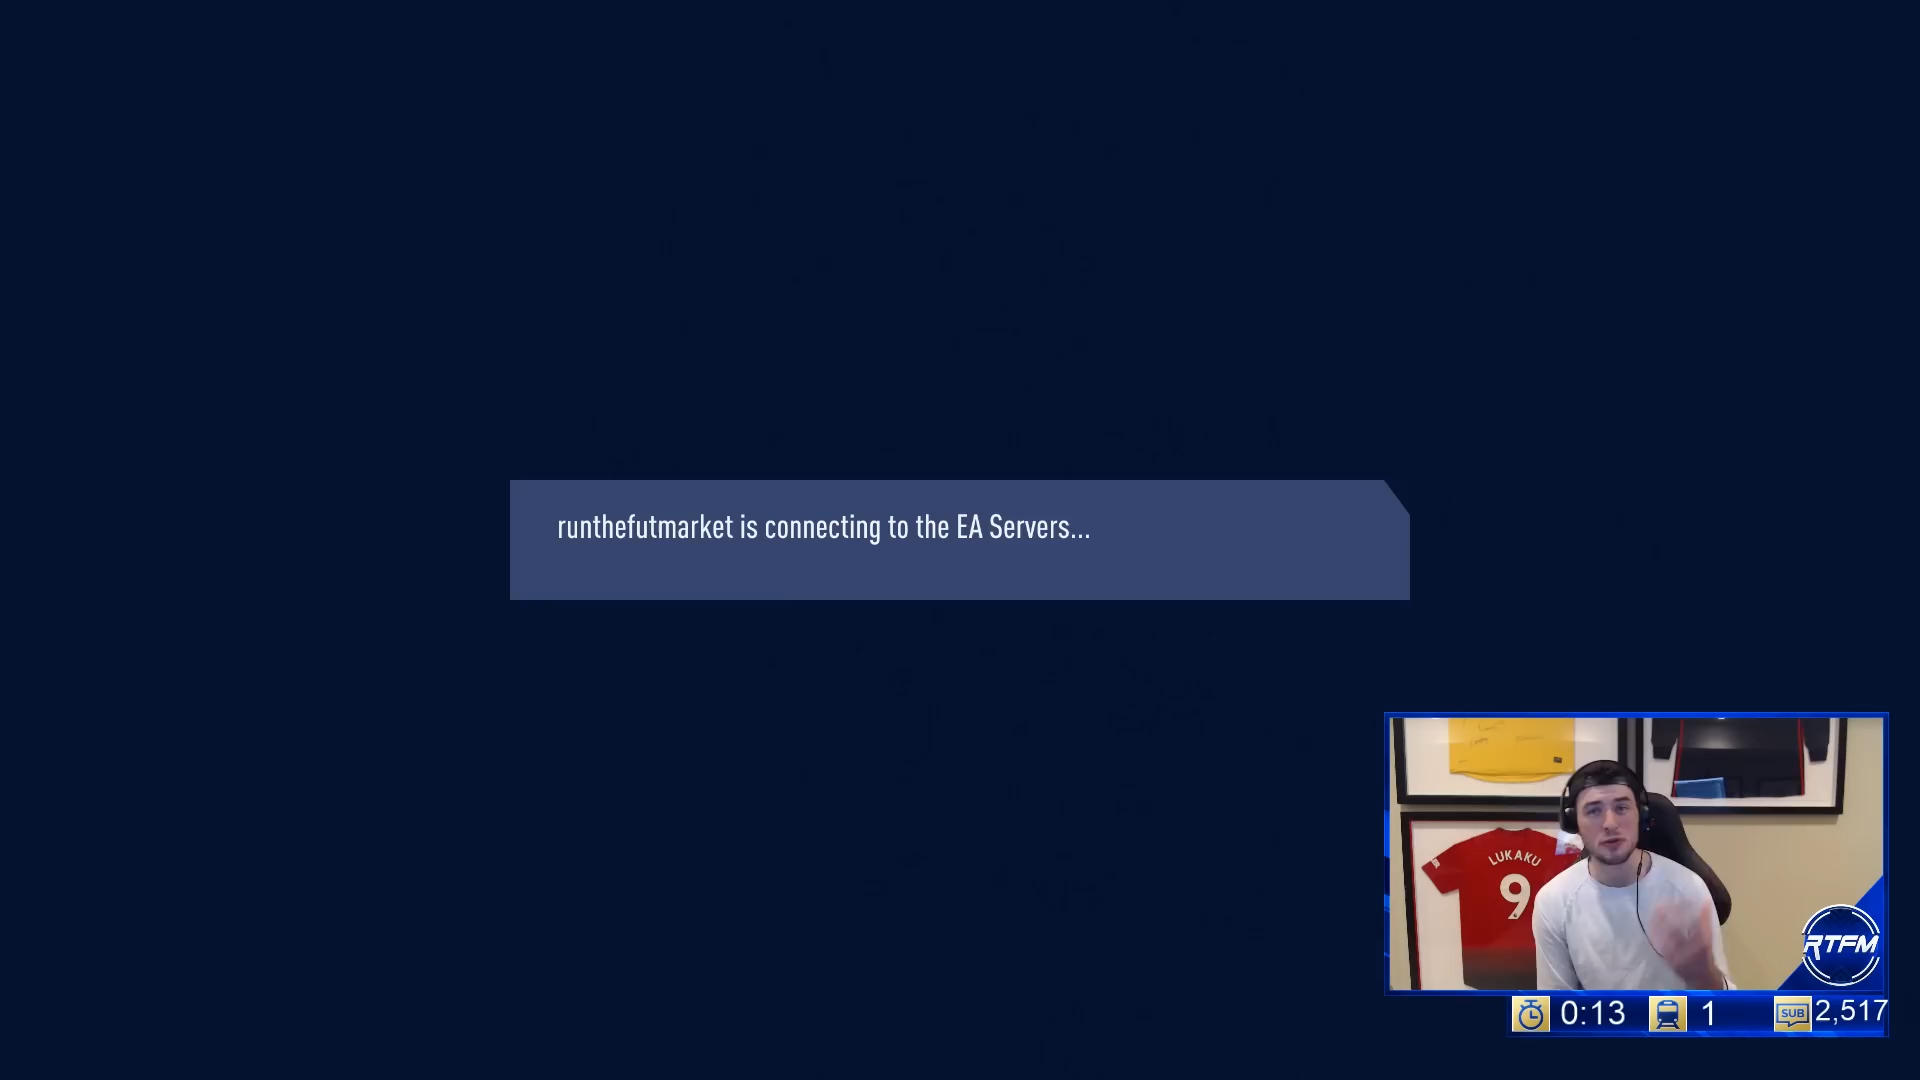 runthefutmarket is connecting to the EA Servers...
LUKAKU
9
RTFM
0:13
1
SUB
2,517